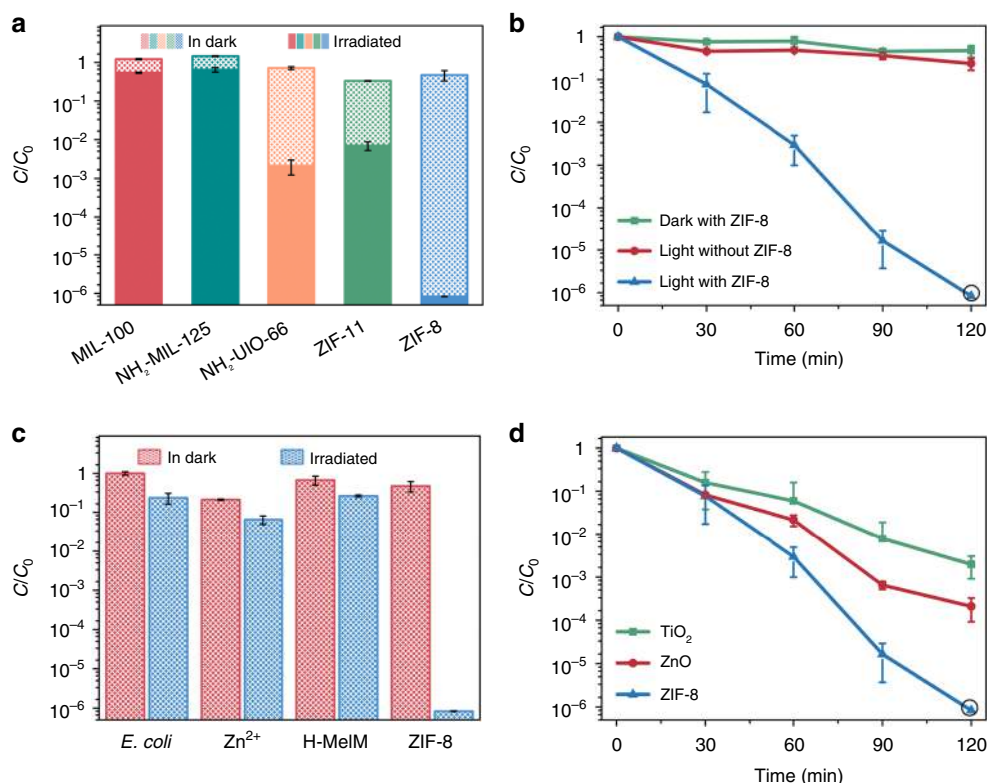 a
In dark
Irradiated
1
10⁻¹
10⁻²
10⁻³
10⁻⁴
10⁻⁵
10⁻⁶
C/C₀
MIL-100
NH₂-MIL-125
NH₂-UIO-66
ZIF-11
ZIF-8
b
1
10⁻¹
10⁻²
10⁻³
10⁻⁴
10⁻⁵
10⁻⁶
C/C₀
Dark with ZIF-8
Light without ZIF-8
Light with ZIF-8
0 30 60 90 120
Time (min)
c
In dark
Irradiated
1
10⁻¹
10⁻²
10⁻³
10⁻⁴
10⁻⁵
10⁻⁶
C/C₀
E. coli
Zn²⁺
H-MeIM
ZIF-8
d
1
10⁻¹
10⁻²
10⁻³
10⁻⁴
10⁻⁵
10⁻⁶
C/C₀
TiO₂
ZnO
ZIF-8
0 30 60 90 120
Time (min)